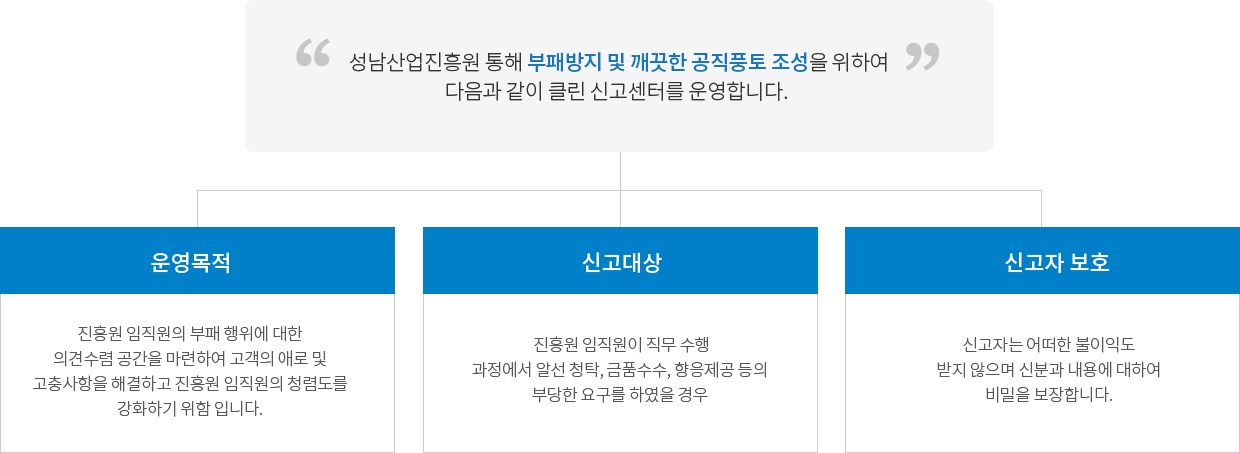 “ 성남산업진흥원 통해 부패방지 및 깨끗한 공직풍토 조성을 위하여 ”
다음과 같이 클린 신고센터를 운영합니다.
운영목적
진흥원 임직원의 부패 행위에 대한
의견수렴 공간을 마련하여 고객의 애로 및
고충사항을 해결하고 진흥원 임직원의 청렴도를
강화하기 위함 입니다.
신고대상
진흥원 임직원이 직무 수행
과정에서 알선 청탁, 금품수수, 향응제공 등의
부당한 요구를 하였을 경우
신고자 보호
신고자는 어떠한 불이익도
받지 않으며 신분과 내용에 대하여
비밀을 보장합니다.